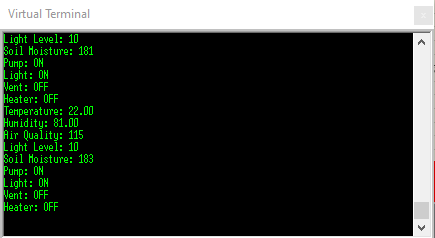 Virtual Terminal
x
Light Level: 10
Soil Moisture: 181
Pump: ON
Light: ON
Vent: OFF
Heater: OFF
Temperature: 22.00
Humidity: 81.00
Air Quality: 115
Light Level: 10
Soil Moisture: 183
Pump: ON
Light: ON
Vent: OFF
Heater: OFF